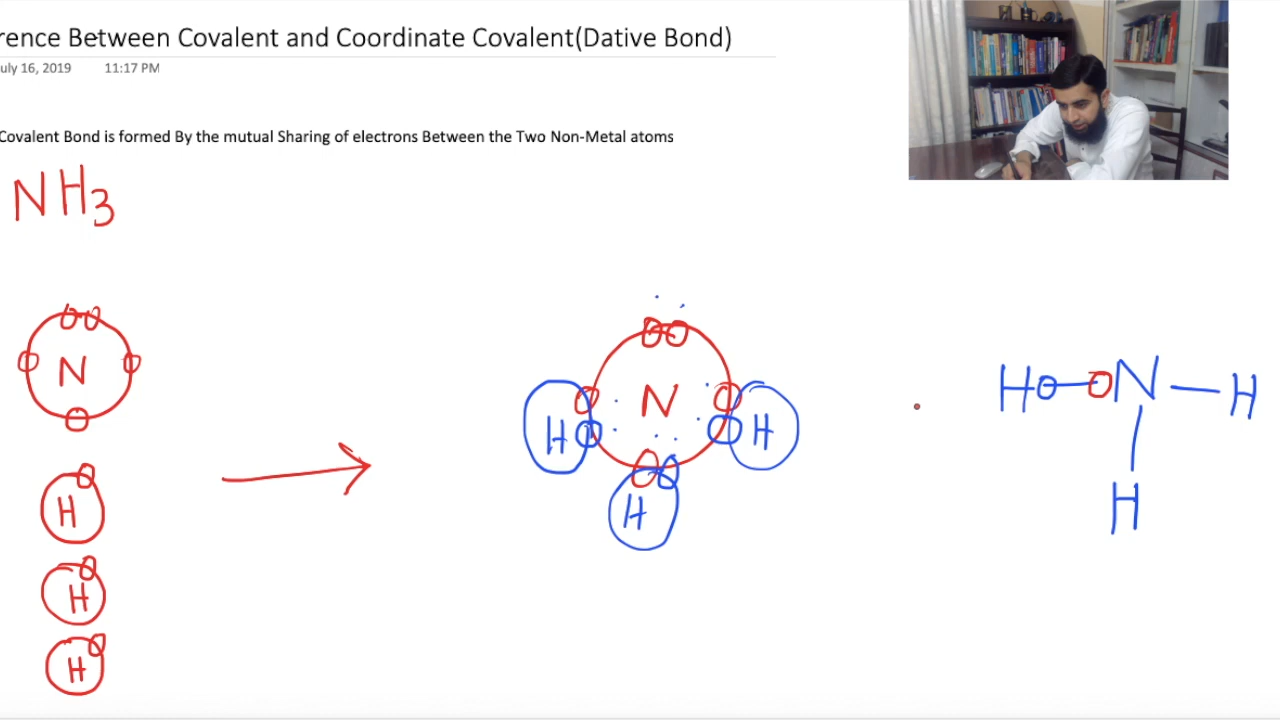 rence Between Covalent and Coordinate Covalent(Dative Bond)
uly 16, 2019 11:17 PM
Covalent Bond is formed By the mutual Sharing of electrons Between the Two Non-Metal atoms
NH3
N
N
H N H
H H
H
H
H
H